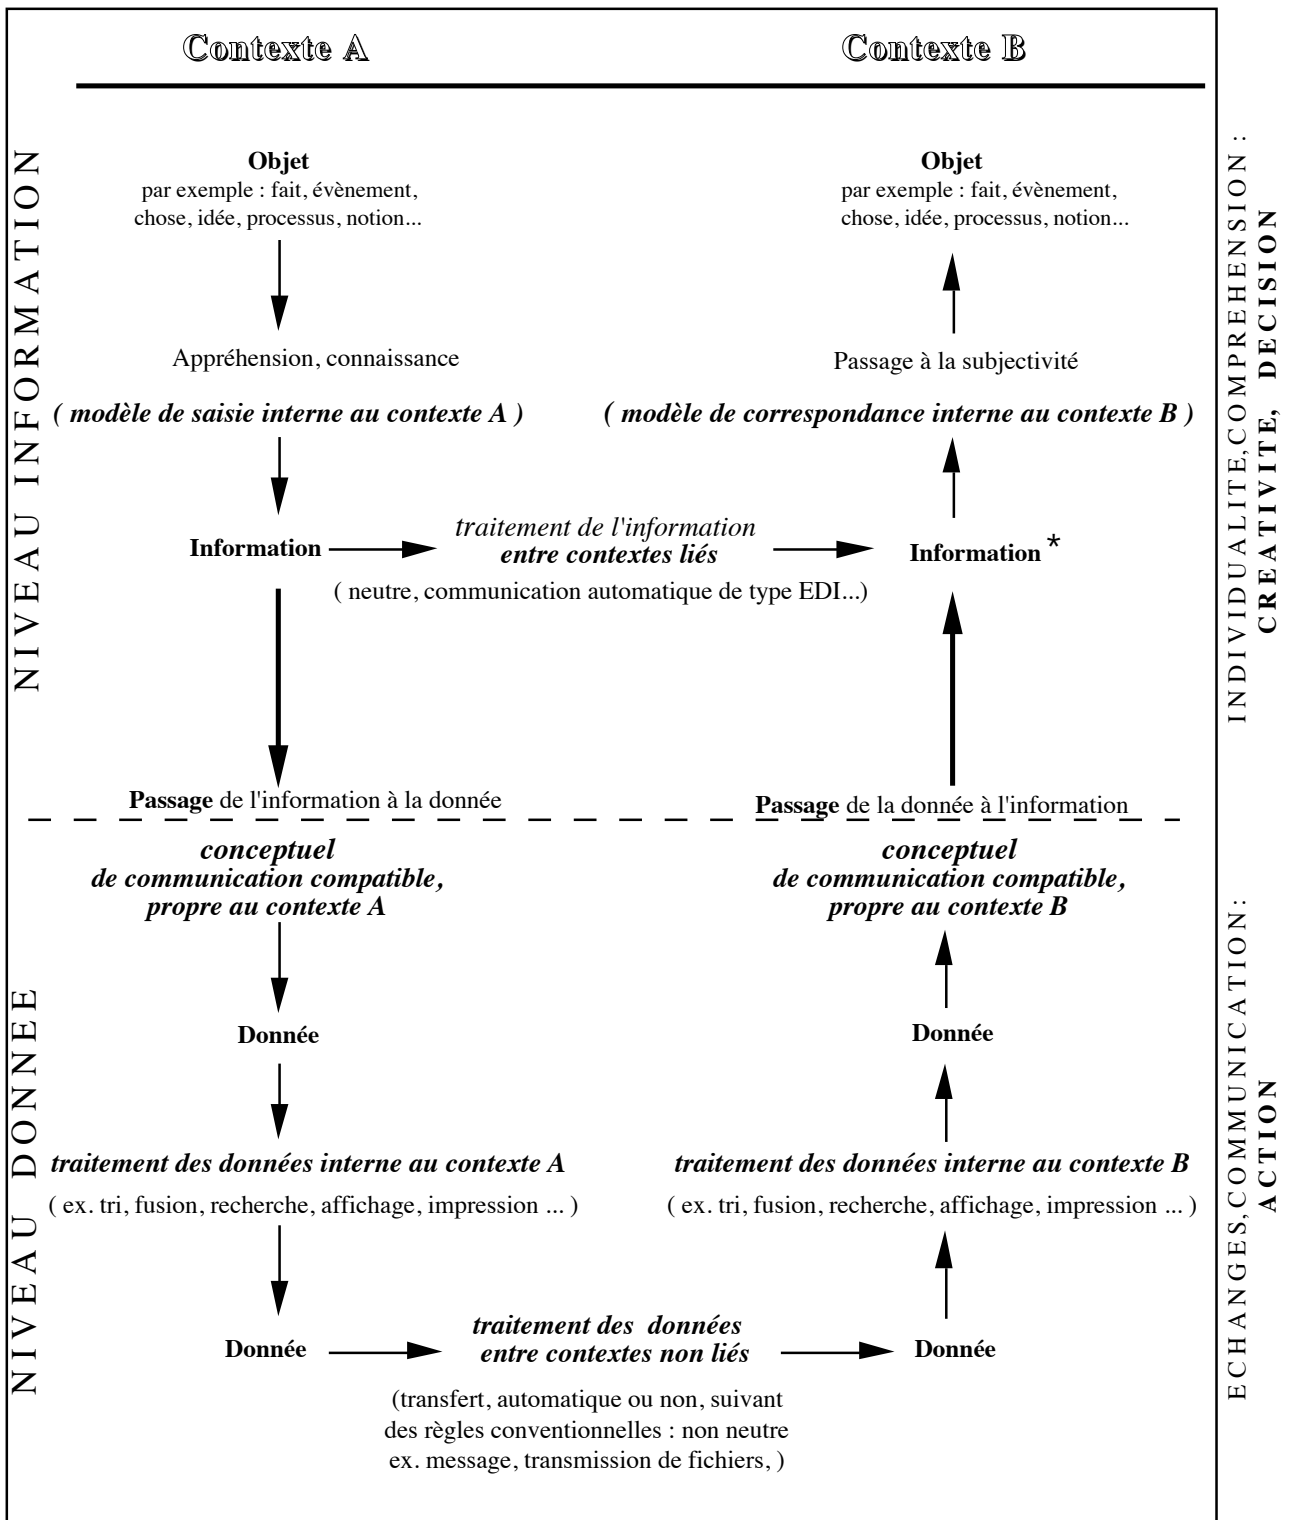 Contexte A
Contexte B
NIVEAU INFORMATION
Objet
par exemple : fait, évènement,
chose, idée, processus, notion...
Objet
par exemple : fait, évènement,
chose, idée, processus, notion...
Appréhension, connaissance
( modèle de saisie interne au contexte A )
Passage à la subjectivité
( modèle de correspondance interne au contexte B )
Information
traitement de l'information
entre contextes liés
( neutre, communication automatique de type EDI...)
Information *
Passage de l'information à la donnée
Passage de la donnée à l'information
INDIVIDUALITE, COMPREHENSION :
CREATIVITE, DECISION
NIVEAU DONNEE
conceptuel
de communication compatible,
propre au contexte A
conceptuel
de communication compatible,
propre au contexte B
Donnée
Donnée
traitement des données interne au contexte A
( ex. tri, fusion, recherche, affichage, impression ... )
traitement des données interne au contexte B
( ex. tri, fusion, recherche, affichage, impression ... )
Donnée
traitement des données
entre contextes non liés
Donnée
(transfert, automatique ou non, suivant
des règles conventionnelles : non neutre
ex. message, transmission de fichiers, )
ECHANGES, COMMUNICATION :
ACTION